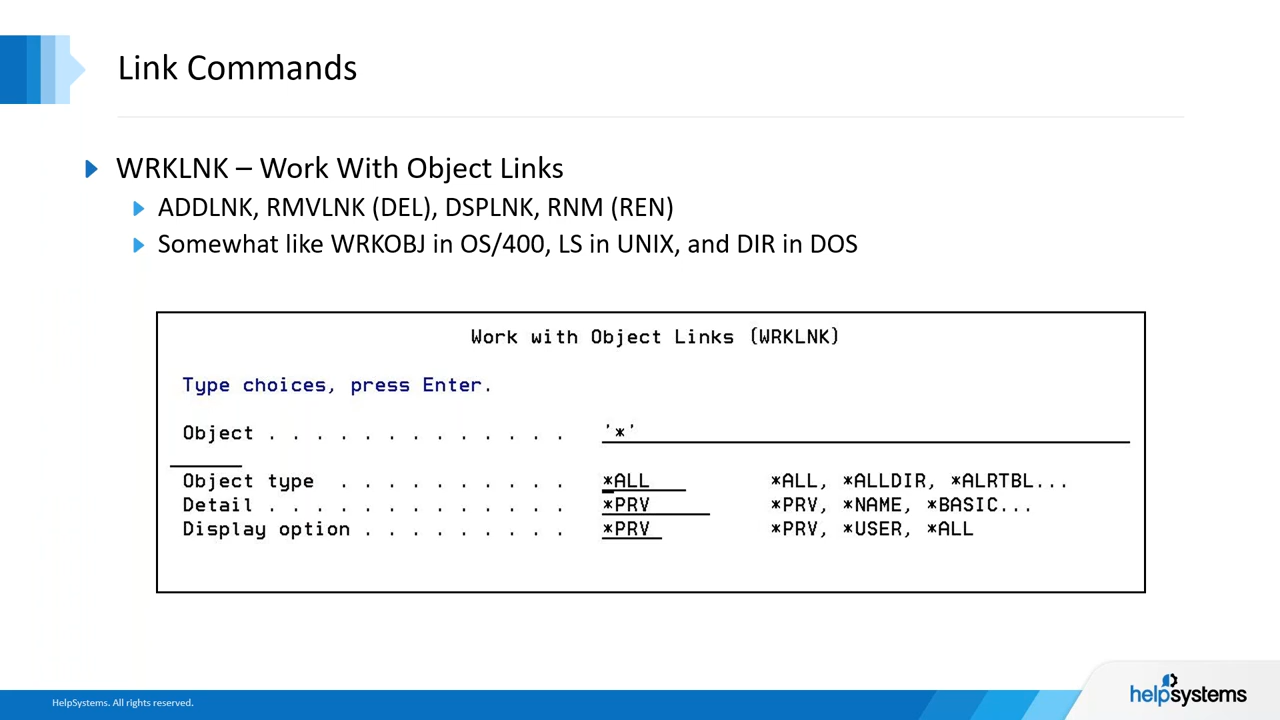 Link Commands
WRKLNK – Work With Object Links
ADDLNK, RMVLNK (DEL), DSPLNK, RNM (REN)
Somewhat like WRKOBJ in OS/400, LS in UNIX, and DIR in DOS
Work with Object Links (WRKLNK)
Type choices, press Enter.
Object . . . . . . . . . . . . . '*'
Object type . . . . . . . . . . *ALL *ALL, *ALLDIR, *ALRTBL...
Detail . . . . . . . . . . . . . *PRV *PRV, *NAME, *BASIC...
Display option . . . . . . . . . *PRV *PRV, *USER, *ALL
HelpSystems. All rights reserved.
helpsystems